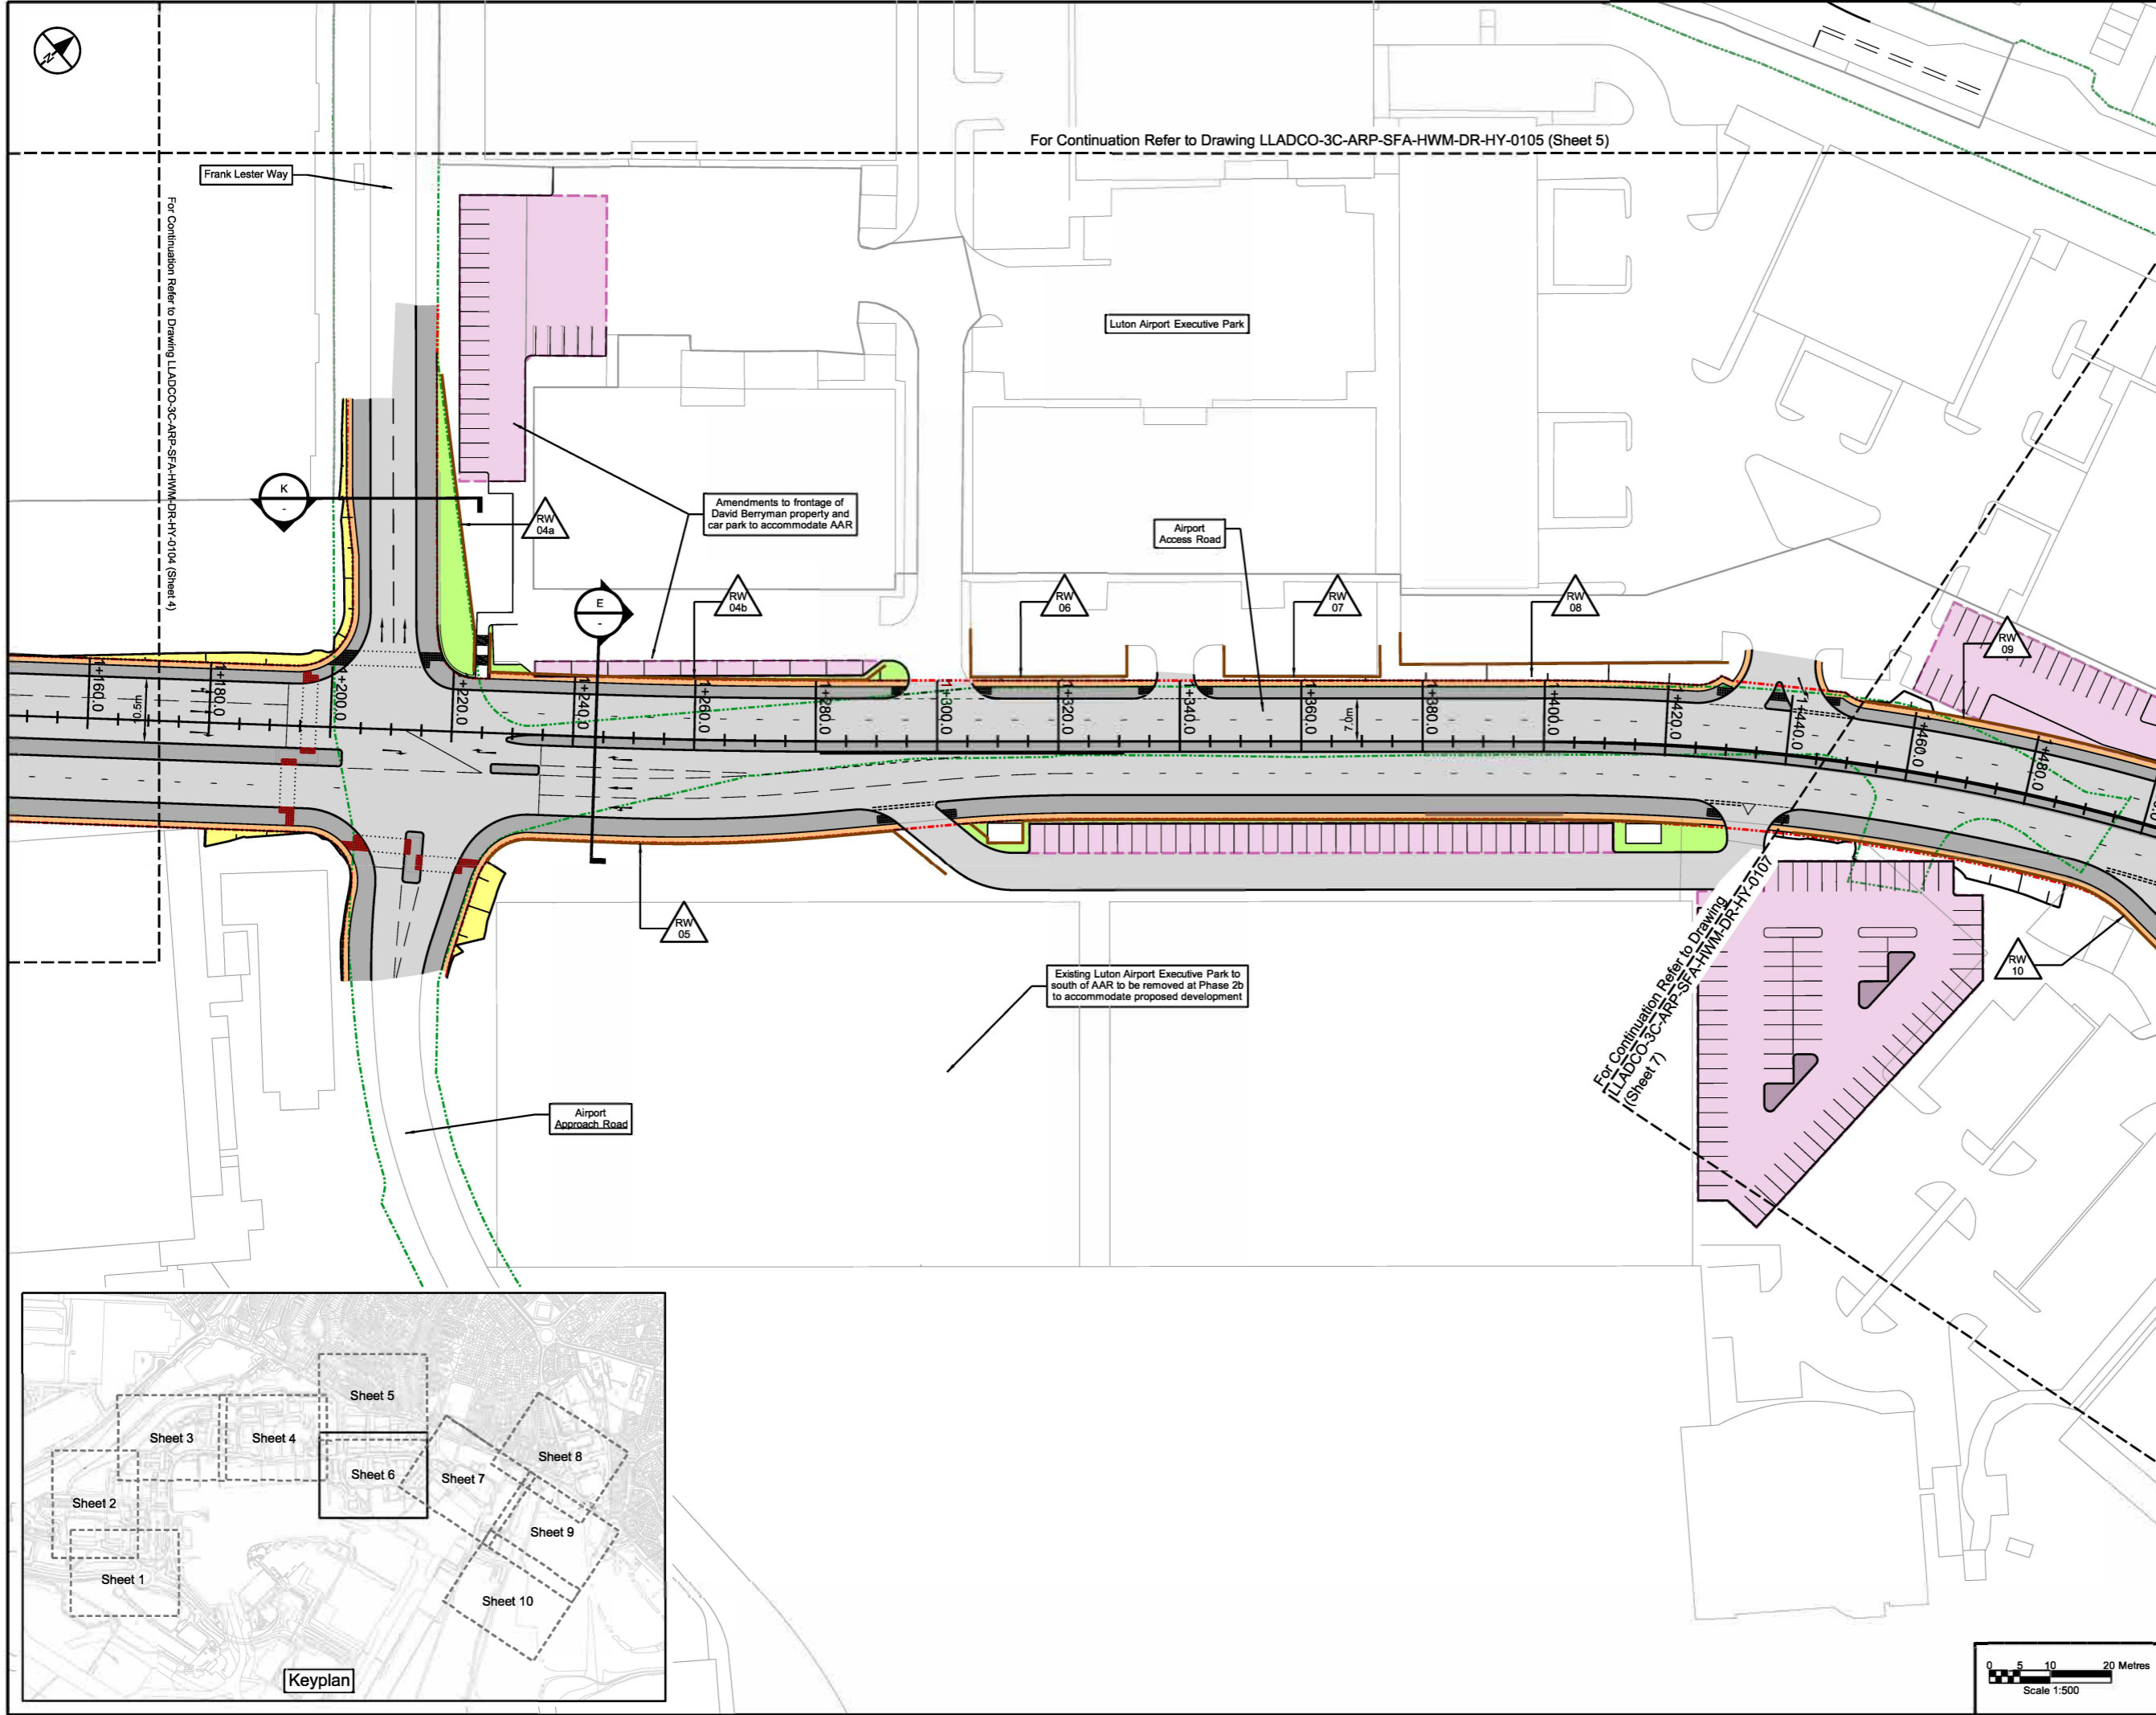 N
For Continuation Refer to Drawing LLADCO-3C-ARP-SFA-HWM-DR-HY-0105 (Sheet 5)
Frank Lester Way
For Continuation Refer to Drawing LLADCO-3C-ARP-SFA-HWM-DR-HY-0104 (Sheet 4)
Luton Airport Executive Park
K
-
RW
04a
Amendments to frontage of
David Berryman property and
car park to accommodate AAR
Airport
Access Road
E
-
RW
04b
RW
06
RW
07
RW
08
RW
09
1+160.0
10.5m
1+180.0
1+200.0
1+220.0
1+240.0
1+260.0
1+280.0
1+300.0
1+320.0
1+340.0
1+360.0
7.0m
1+380.0
1+400.0
1+420.0
1+440.0
1+460.0
1+480.0
RW
05
RW
10
For Continuation Refer to Drawing
LLADCO-3C-ARP-SFA-HWM-DR-HY-0107
(Sheet 7)
Existing Luton Airport Executive Park to
south of AAR to be removed at Phase 2b
to accommodate proposed development
Airport
Approach Road
Sheet 5
Sheet 3
Sheet 4
Sheet 6
Sheet 7
Sheet 8
Sheet 2
Sheet 9
Sheet 1
Sheet 10
Keyplan
0 5 10 20 Metres
Scale 1:500